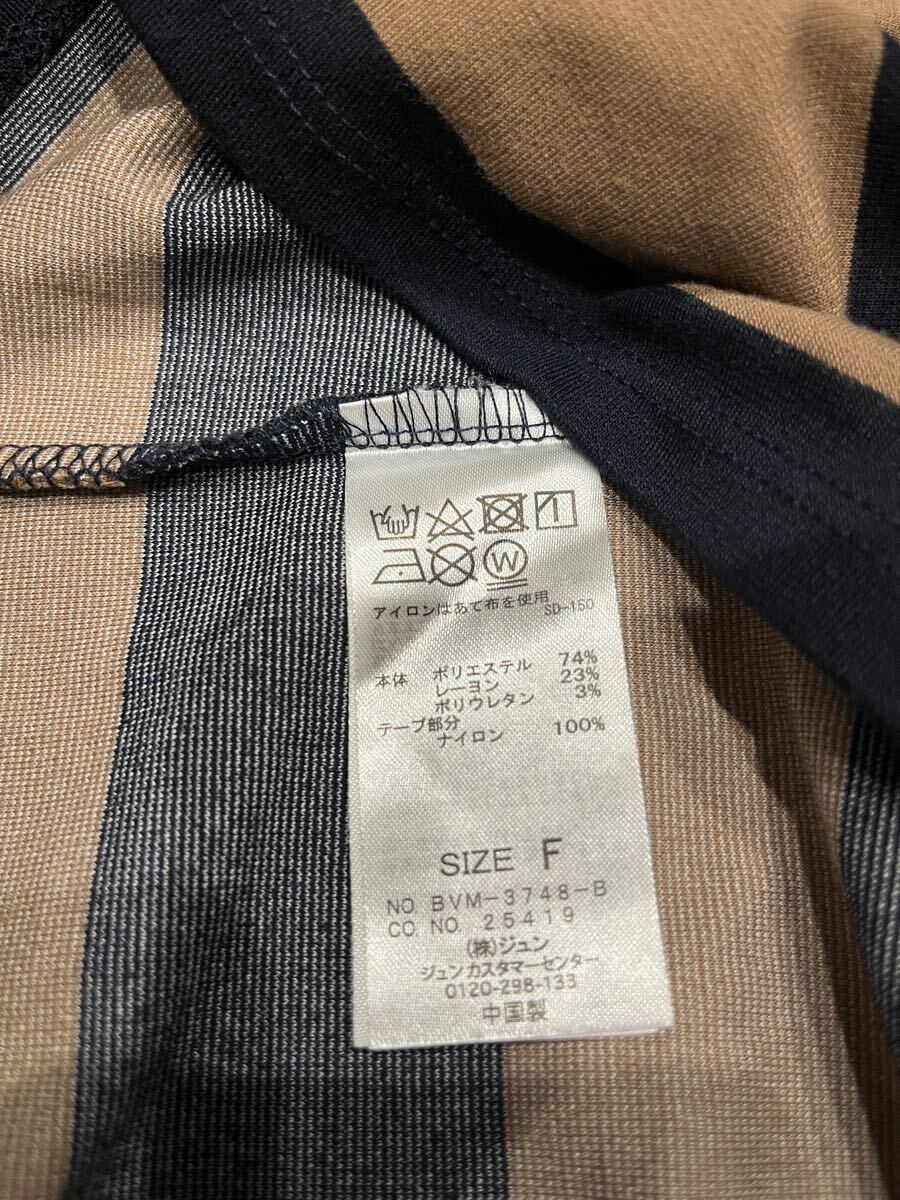 W
アイロンはあて布を使用
SD-150
本体 ポリエステル 74%
レーヨン 23%
ポリウレタン 3%
テープ部分
ナイロン 100%
SIZE F
NO BVM-3748-B
CO. NO. 25419
(株)ジュン
ジュンカスタマーセンター
0120-298-133
中国製